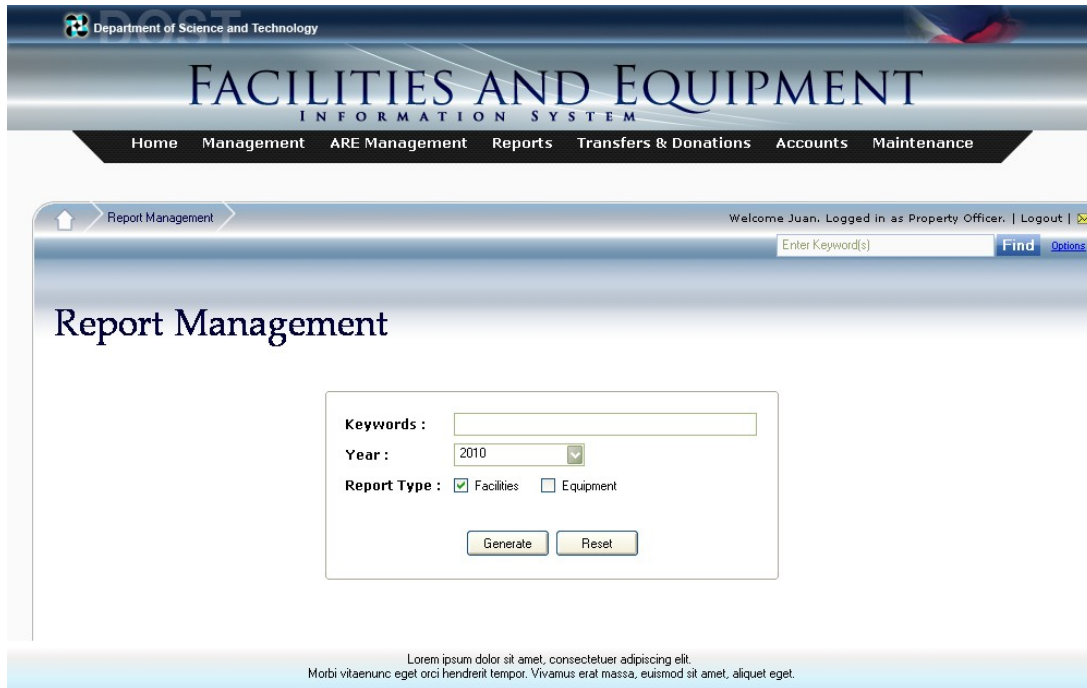 DOST
Department of Science and Technology
FACILITIES AND EQUIPMENT
INFORMATION SYSTEM
Home Management ARE Management Reports Transfers & Donations Accounts Maintenance
Report Management
Welcome Juan. Logged in as Property Officer. | Logout |
Enter Keyword(s) Find Options
Report Management
Keywords :
Year : 2010
Report Type : Facilities Equipment
Generate Reset
Lorem ipsum dolor sit amet, consectetuer adipiscing elit.
Morbi vitaenunc eget orci hendrerit tempor. Vivamus erat massa, euismod sit amet, aliquet eget.